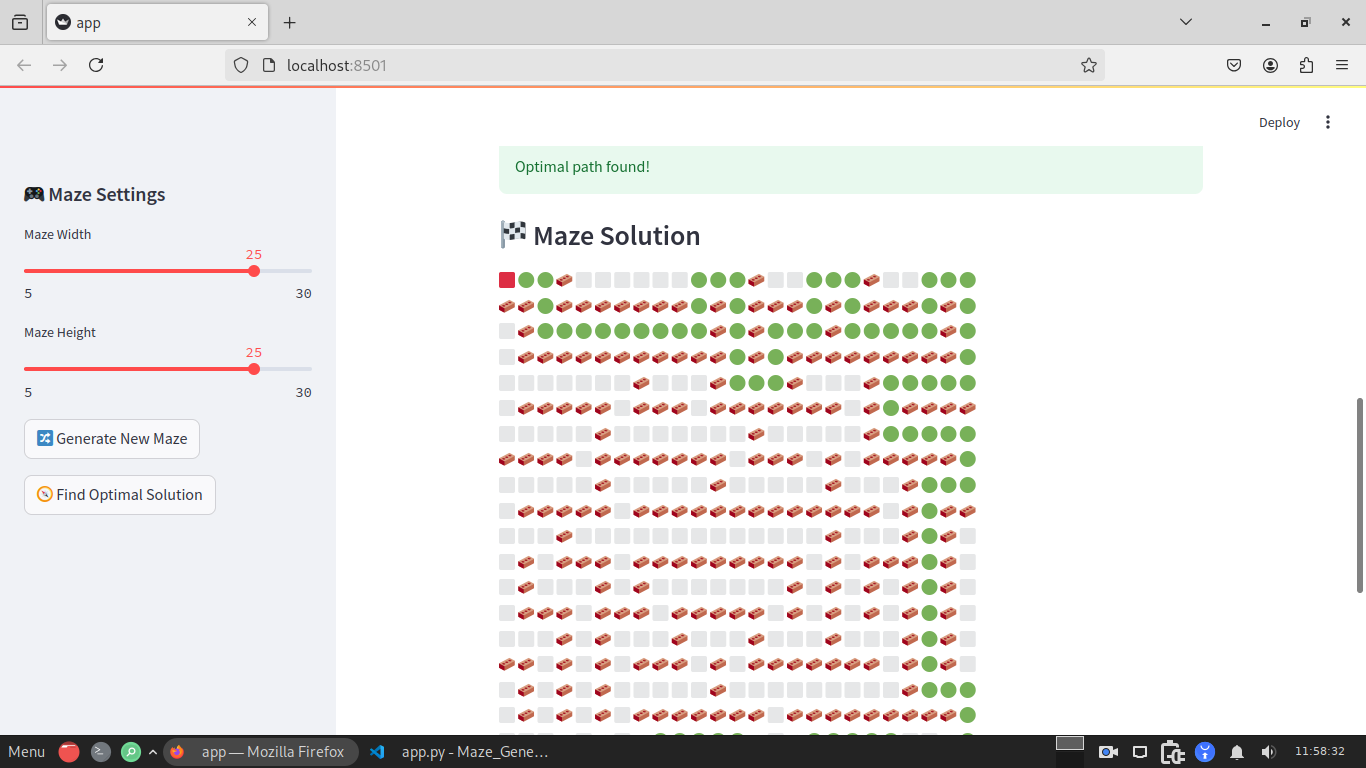 app
localhost:8501
Deploy
Maze Settings
Maze Width
25
5 30
Maze Height
25
5 30
Generate New Maze
Find Optimal Solution
Optimal path found!
Maze Solution
Menu
app — Mozilla Firefox
app.py - Maze_Gene…
11:58:32